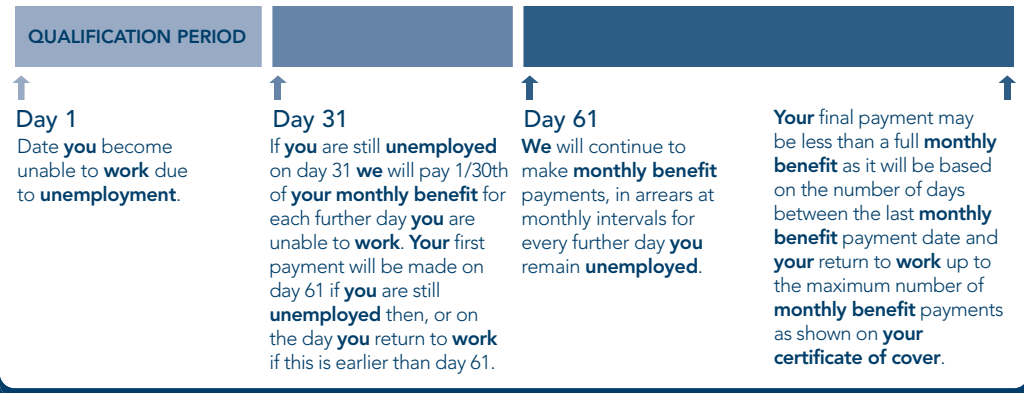 QUALIFICATION PERIOD
Day 1
Date you become
unable to work due
to unemployment.
Day 31
If you are still unemployed
on day 31 we will pay 1/30th
of your monthly benefit for
each further day you are
unable to work. Your first
payment will be made on
day 61 if you are still
unemployed then, or on
the day you return to work
if this is earlier than day 61.
Day 61
We will continue to
make monthly benefit
payments, in arrears at
monthly intervals for
every further day you
remain unemployed.
Your final payment may
be less than a full monthly
benefit as it will be based
on the number of days
between the last monthly
benefit payment date and
your return to work up to
the maximum number of
monthly benefit payments
as shown on your
certificate of cover.